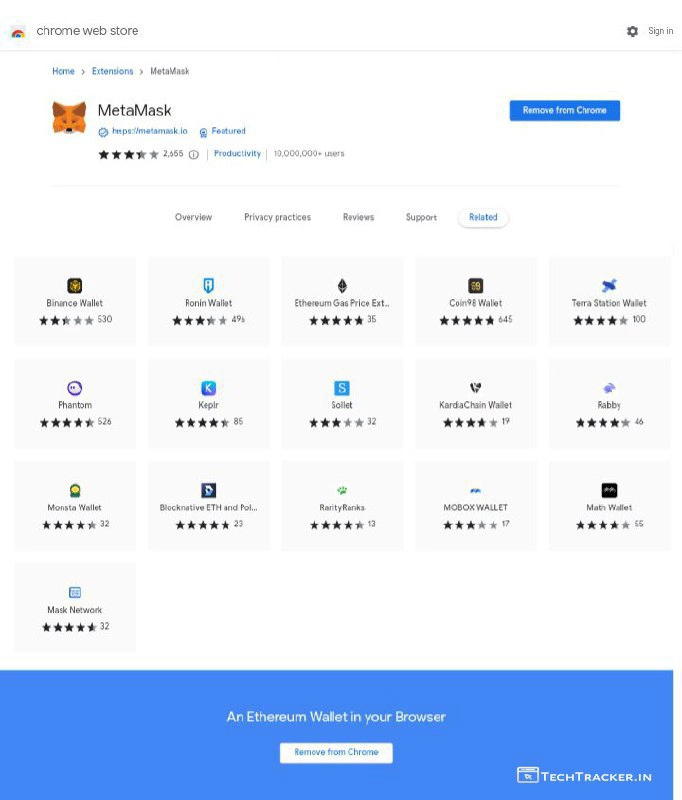 chrome web store
Sign in
Home › Extensions › MetaMask
MetaMask
Remove from Chrome
https://metamask.io Featured
2,655 Productivity 10,000,000+ users
Overview Privacy practices Reviews Support Related
Binance Wallet Ronin Wallet Ethereum Gas Price Ext... Coin98 Wallet Terra Station Wallet
530 496 35 645 100
Phantom Keplr Sollet KardiaChain Wallet Rabby
526 85 32 19 46
Monsta Wallet Blocknative ETH and Pol... RarityRanks MOBOX WALLET Math Wallet
32 23 13 17 55
Mask Network
32
An Ethereum Wallet in your Browser
Remove from Chrome
TECHTRACKER.IN